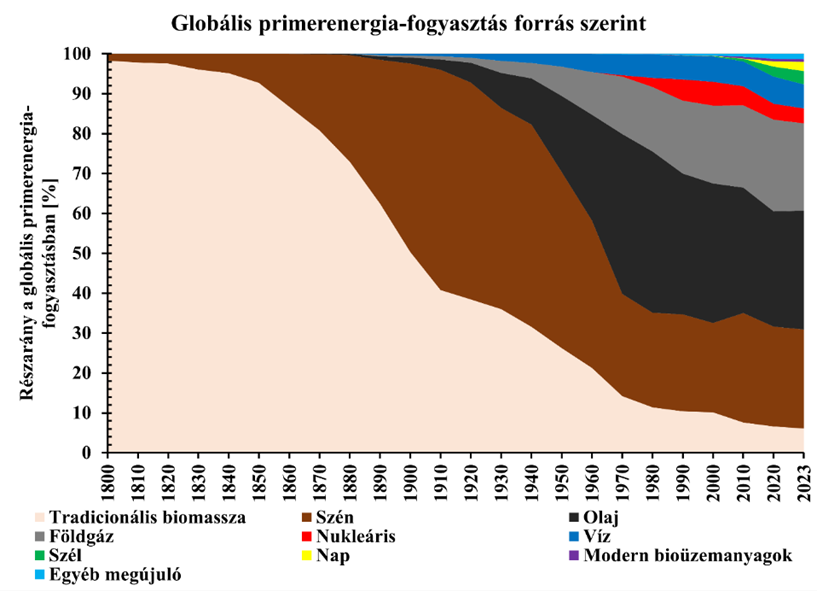 Globális primerenergia-fogyasztás forrás szerint
Részarány a globális primerenergia-
fogyasztásban [%]
100
90
80
70
60
50
40
30
20
10
0
1800
1810
1820
1830
1840
1850
1860
1870
1880
1890
1900
1910
1920
1930
1940
1950
1960
1970
1980
1990
2000
2010
2020
2023
Tradicionális biomassza
Szén
Olaj
Földgáz
Nukleáris
Víz
Szél
Nap
Modern bioüzemanyagok
Egyéb megújuló